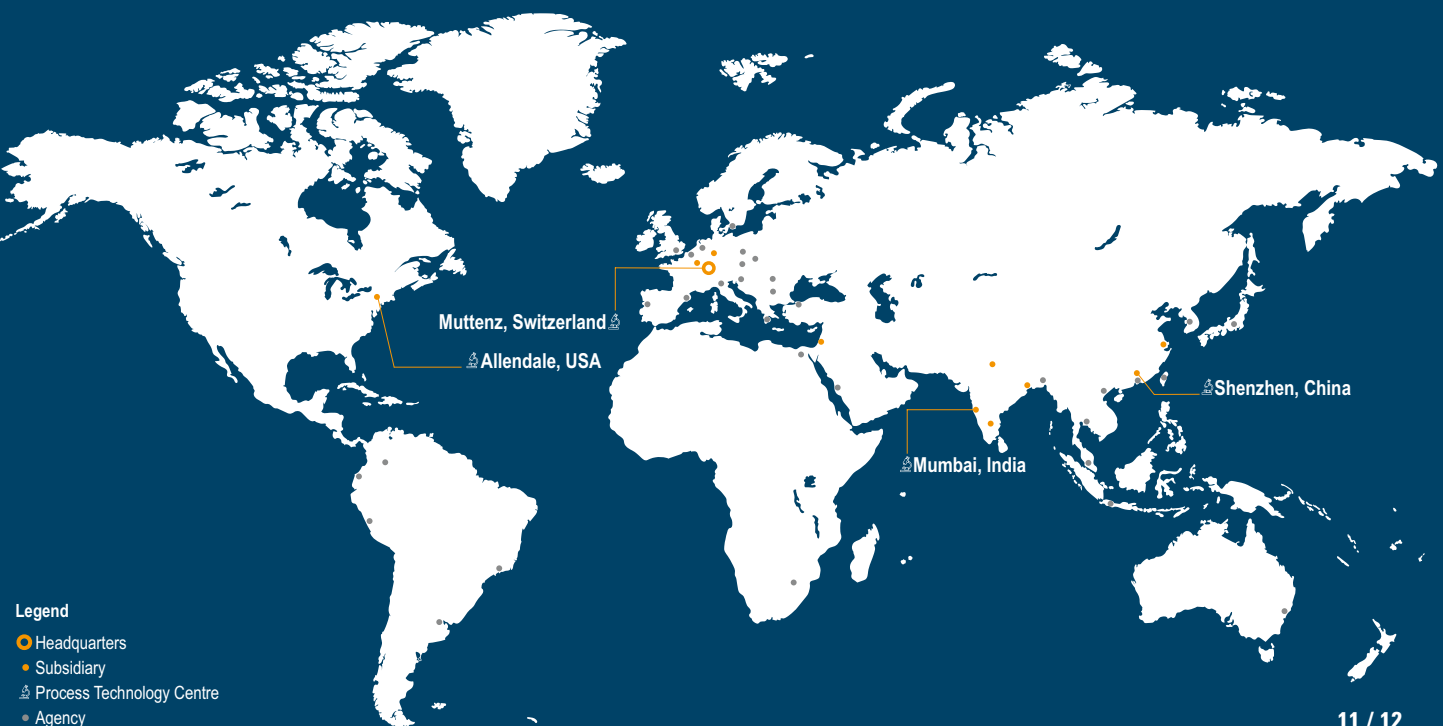 Muttenz, Switzerland
Allendale, USA
Shenzhen, China
Mumbai, India
Legend
Headquarters
Subsidiary
Process Technology Centre
Agency
11 / 12